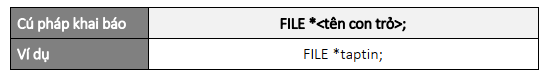 Cú pháp khai báo FILE *<tên con trỏ>;
Ví dụ FILE *taptin;